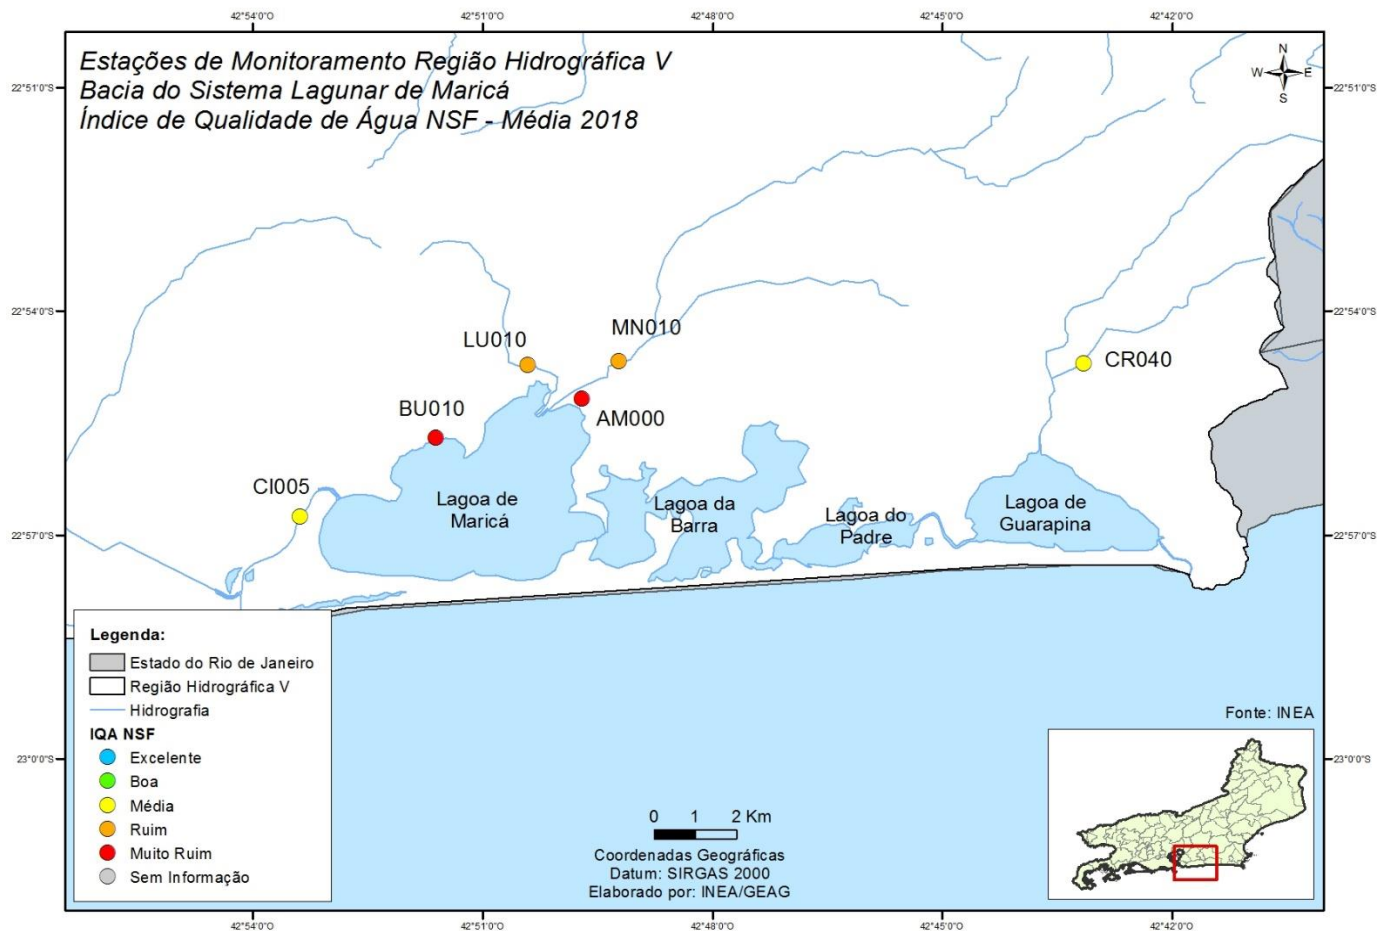 42°54'0"O
42°51'0"O
42°48'0"O
42°45'0"O
42°42'0"O
Estações de Monitoramento Região Hidrográfica V
Bacia do Sistema Lagunar de Maricá
Índice de Qualidade de Água NSF - Média 2018
N
W
E
S
22°51'0"S
22°51'0"S
22°54'0"S
22°54'0"S
LU010
MN010
CR040
BU010
AM000
CI005
Lagoa de
Maricá
Lagoa da
Barra
Lagoa do
Padre
Lagoa de
Guarapina
22°57'0"S
22°57'0"S
Legenda:
Estado do Rio de Janeiro
Região Hidrográfica V
Hidrografia
IQA NSF
Excelente
Boa
Média
Ruim
Muito Ruim
Sem Informação
Fonte: INEA
23°0'0"S
23°0'0"S
0 1 2 Km
Coordenadas Geográficas
Datum: SIRGAS 2000
Elaborado por: INEA/GEAG
42°54'0"O
42°51'0"O
42°48'0"O
42°45'0"O
42°42'0"O